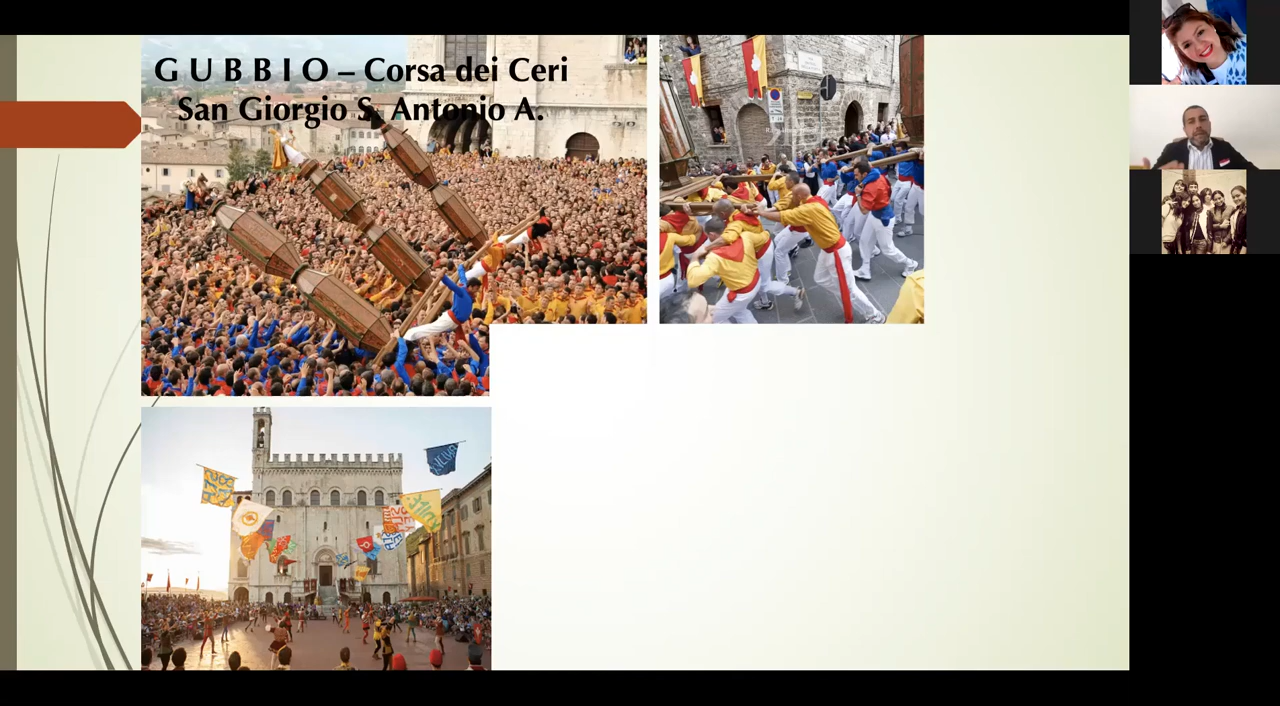 G U B B I O – Corsa dei Ceri
San Giorgio S. Antonio A.